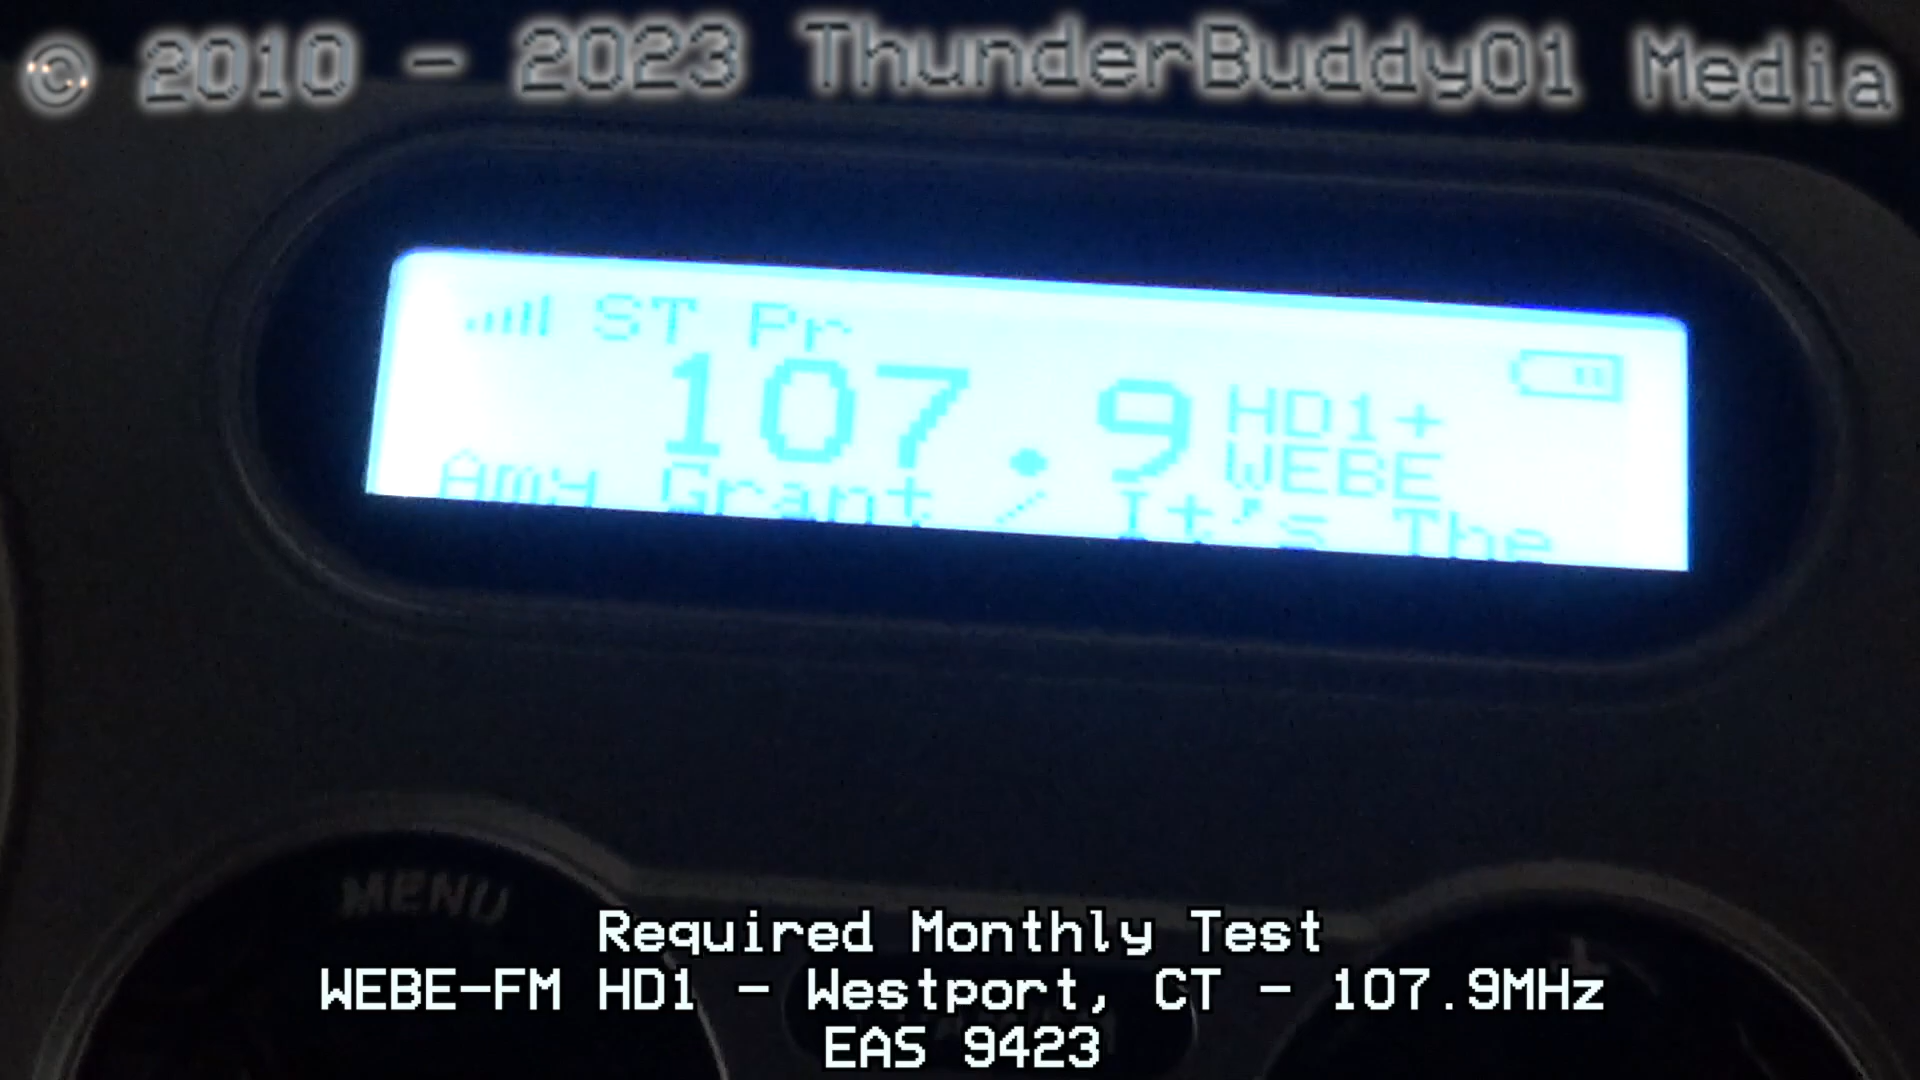 © 2010 - 2023 ThunderBuddy01 Media
ST Pr
107.9 HD1+
WEBE
Amy Grant / It's The
MENU
Required Monthly Test
WEBE-FM HD1 - Westport, CT - 107.9MHz
EAS 9423